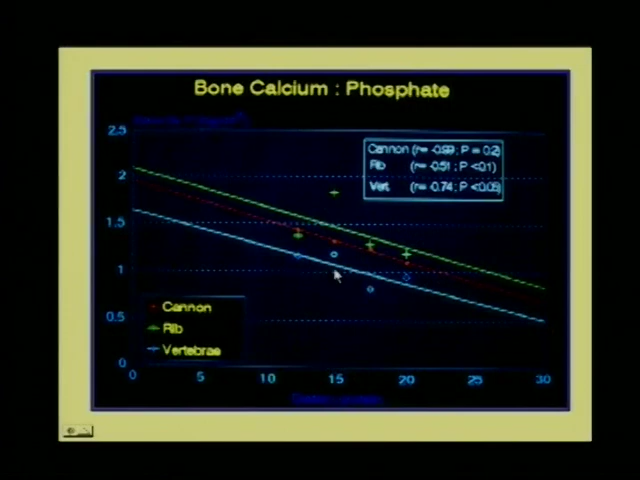 Bone Calcium : Phosphate
2.5
2
1.5
1
0.5
0
Cannon (r= -0.99; P = 0.2)
Rib (r= -0.51 ; P <0.1)
Vert (r= -0.74; P <0.05)
Cannon
Rib
Vertebrae
0 5 10 15 20 25 30